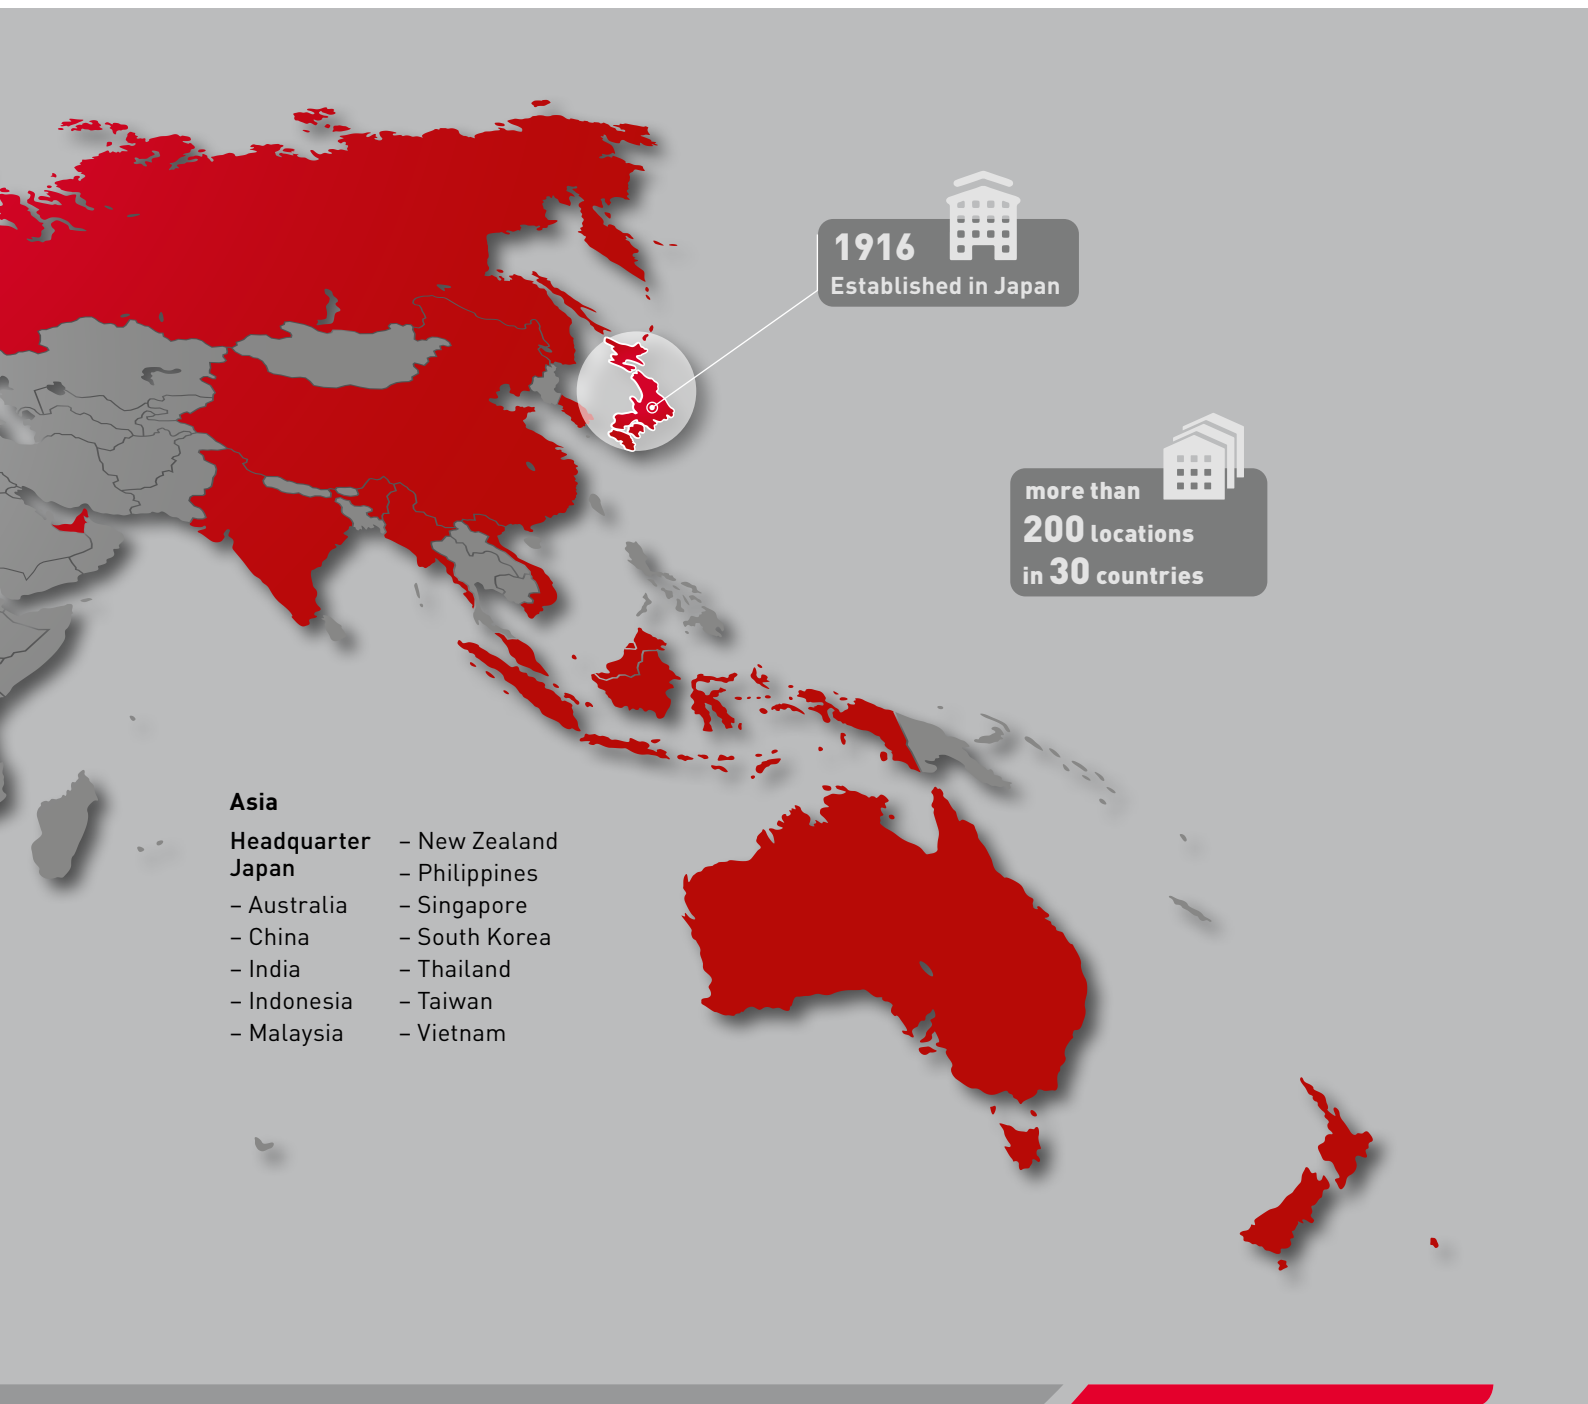 1916
Established in Japan
more than
200 locations
in 30 countries
Asia
Headquarter
Japan
– Australia
– China
– India
– Indonesia
– Malaysia
– New Zealand
– Philippines
– Singapore
– South Korea
– Thailand
– Taiwan
– Vietnam